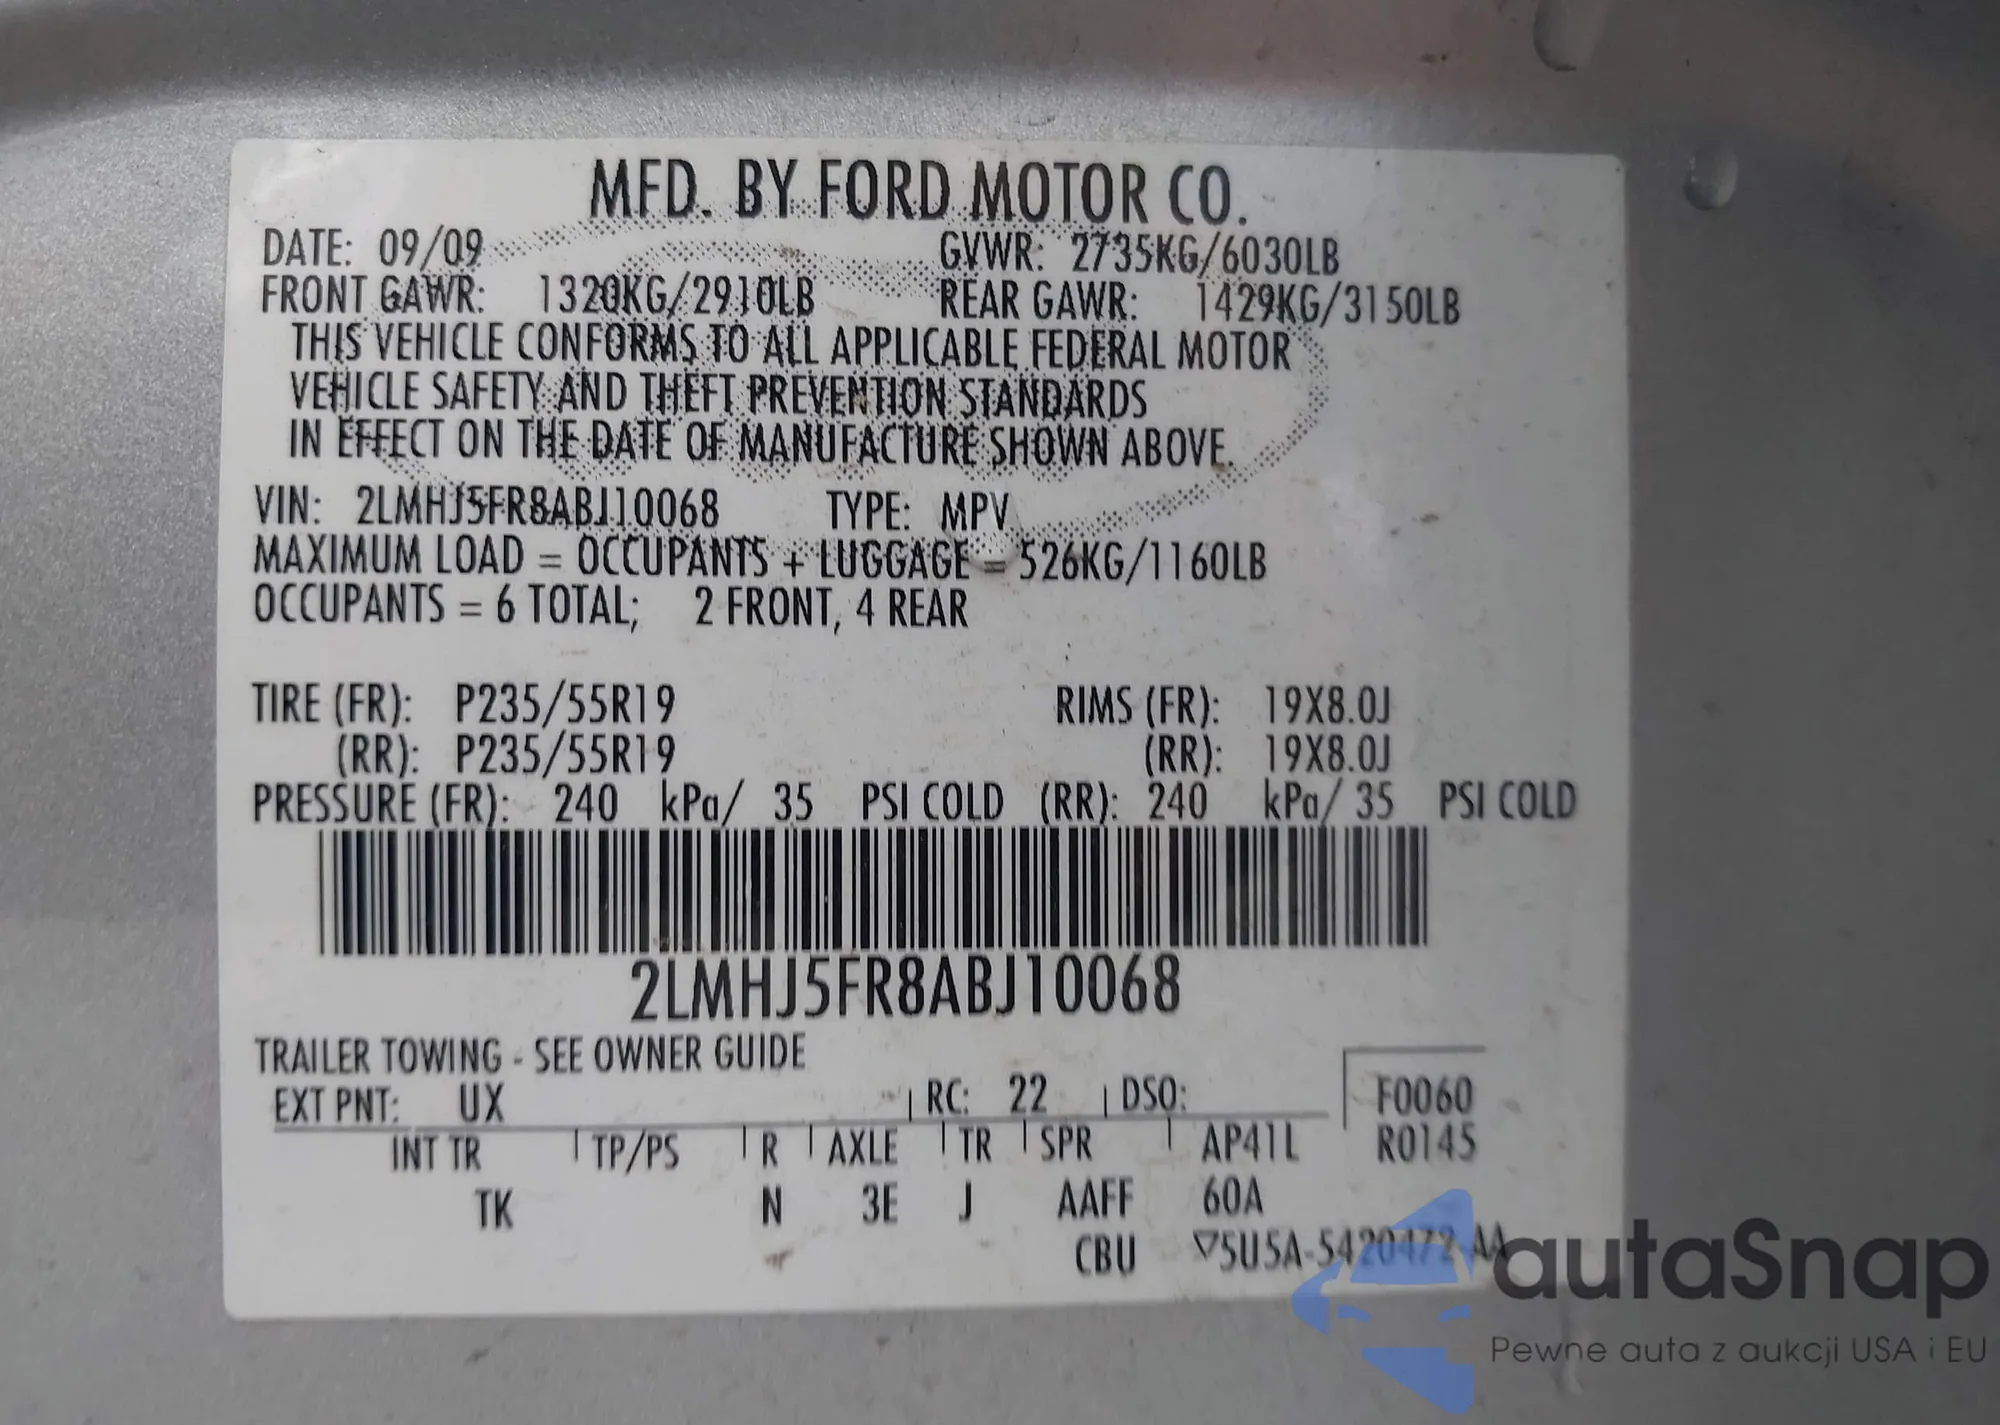 MFD. BY FORD MOTOR CO.
DATE: 09/09 GVWR: 2735KG/6030LB
FRONT GAWR: 1320KG/2910LB REAR GAWR: 1429KG/3150LB
THIS VEHICLE CONFORMS TO ALL APPLICABLE FEDERAL MOTOR
VEHICLE SAFETY AND THEFT PREVENTION STANDARDS
IN EFFECT ON THE DATE OF MANUFACTURE SHOWN ABOVE.
VIN: 2LMHJ5FR8ABJ10068 TYPE: MPV
MAXIMUM LOAD = OCCUPANTS + LUGGAGE = 526KG/1160LB
OCCUPANTS = 6 TOTAL; 2 FRONT, 4 REAR
TIRE (FR): P235/55R19 RIMS (FR): 19X8.0J
(RR): P235/55R19 (RR): 19X8.0J
PRESSURE (FR): 240 kPa/ 35 PSI COLD (RR): 240 kPa/ 35 PSI COLD
2LMHJ5FR8ABJ10068
TRAILER TOWING - SEE OWNER GUIDE
EXT PNT: UX RC: 22 DSO: F0060
INT TR TP/PS R AXLE TR SPR AP41L R0145
TK N 3E J AAFF 60A
CBU ▽5U5A-5420472-AA
autaSnap
Pewne auta z aukcji USA i EU